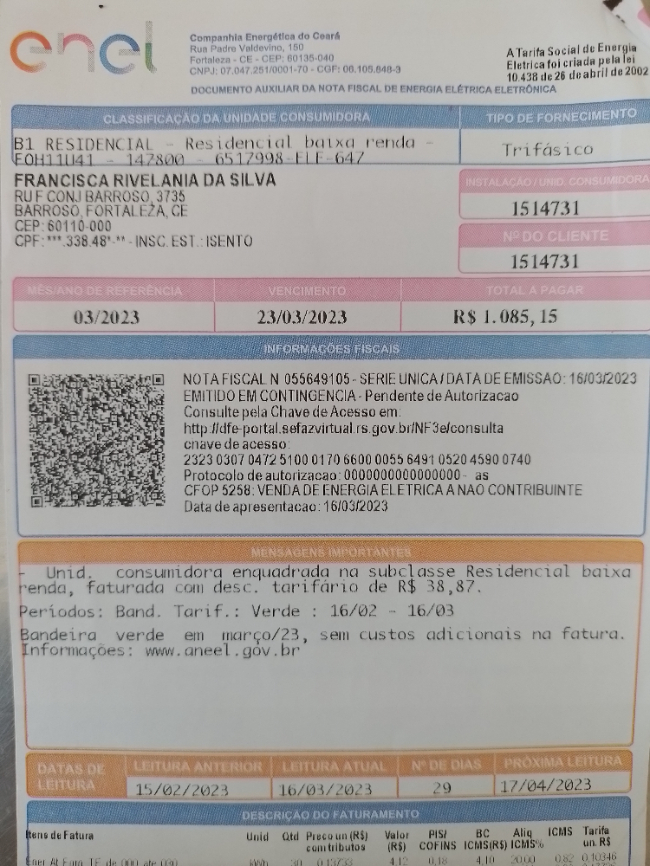 enel
Companhia Energética do Ceará
Rua Padre Valdevino, 150
Fortaleza - CE - CEP: 60135-040
CNPJ: 07.047.251/0001-70 - CGF: 06.105.848-3
A Tarifa Social de Energia
Elétrica foi criada pela lei
10.438 de 26 de abril de 2002
DOCUMENTO AUXILIAR DA NOTA FISCAL DE ENERGIA ELÉTRICA ELETRÔNICA
CLASSIFICAÇÃO DA UNIDADE CONSUMIDORA
TIPO DE FORNECIMENTO
B1 RESIDENCIAL - Residencial baixa renda -
FOH11U41 - 147800 - 6517998-ELE-647
Trifásico
FRANCISCA RIVELANIA DA SILVA
RU F CONJ BARROSO, 3735
BARROSO, FORTALEZA, CE
CEP: 60110-000
CPF: ***.338.48*-** - INSC. EST.: ISENTO
INSTALAÇÃO / UNID. CONSUMIDORA
1514731
Nº DO CLIENTE
1514731
MÊS/ANO DE REFERÊNCIA
VENCIMENTO
TOTAL A PAGAR
03/2023
23/03/2023
R$ 1.085,15
INFORMAÇÕES FISCAIS
NOTA FISCAL N 055649105 - SERIE UNICA / DATA DE EMISSAO: 16/03/2023
EMITIDO EM CONTINGENCIA - Pendente de Autorizacao
Consulte pela Chave de Acesso em:
http://dfe-portal.sefazvirtual.rs.gov.br/NF3e/consulta
chave de acesso:
2323 0307 0472 5100 0170 6600 0055 6491 0520 4590 0740
Protocolo de autorizacao: 0000000000000000 - as
CFOP 5258: VENDA DE ENERGIA ELETRICA A NAO CONTRIBUINTE
Data de apresentacao: 16/03/2023
MENSAGENS IMPORTANTES
- Unid. consumidora enquadrada na subclasse Residencial baixa
renda, faturada com desc. tarifário de R$ 38,87.
Períodos: Band. Tarif.: Verde : 16/02 - 16/03
Bandeira verde em março/23, sem custos adicionais na fatura.
Informações: www.aneel.gov.br
DATAS DE LEITURA
LEITURA ANTERIOR
LEITURA ATUAL
Nº DE DIAS
PRÓXIMA LEITURA
15/02/2023
16/03/2023
29
17/04/2023
DESCRIÇÃO DO FATURAMENTO
Itens de Fatura Unid Qtd Preco un (R$) com tributos Valor (R$) PIS/ COFINS BC ICMS(R$) Aliq ICMS% ICMS Tarifa un. R$
kWh 30 4,12 0,18 4,10 20,00 0,82 0,10346